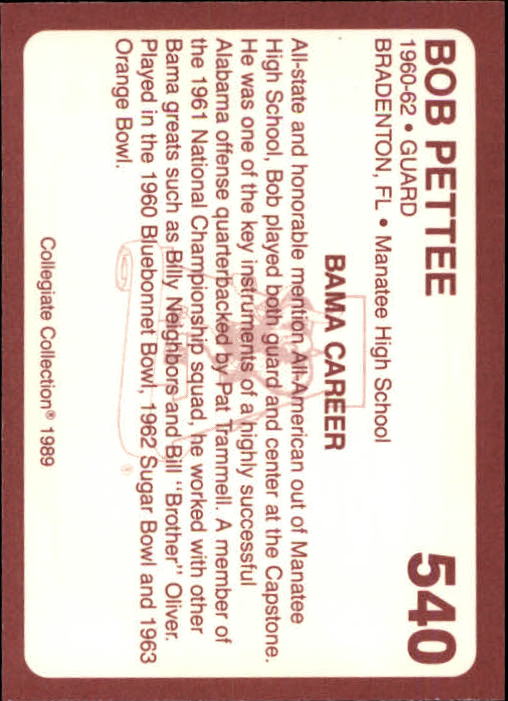 BOB PETTEE 540
1960-62 • GUARD
BRADENTON, FL • Manatee High School
BAMA CAREER
All-state and honorable mention All-American out of Manatee
High School, Bob played both guard and center at the Capstone.
He was one of the key instruments of a highly successful
Alabama offense quarterbacked by Pat Trammell. A member of
the 1961 National Championship squad, he worked with other
Bama greats such as Billy Neighbors and Bill "Brother" Oliver.
Played in the 1960 Bluebonnet Bowl, 1962 Sugar Bowl and 1963
Orange Bowl.
Collegiate Collection® 1989